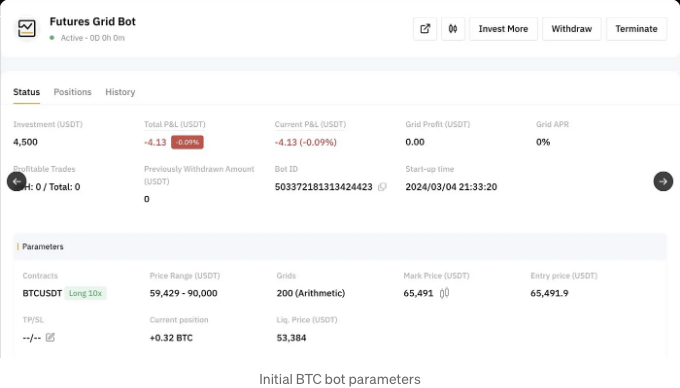 Futures Grid Bot
Active - 0D 0h 0m
Invest More
Withdraw
Terminate
Status Positions History
Investment (USDT) Total P&L (USDT) Current P&L (USDT) Grid Profit (USDT) Grid APR
4,500 -4.13 -0.09% -4.13 (-0.09%) 0.00 0%
Profitable Trades Previously Withdrawn Amount (USDT) Bot ID Start-up time
H: 0 / Total: 0 0 503372181313424423 2024/03/04 21:33:20
Parameters
Contracts Price Range (USDT) Grids Mark Price (USDT) Entry price (USDT)
BTCUSDT Long 10x 59,429 - 90,000 200 (Arithmetic) 65,491 65,491.9
TP/SL Current position Liq. Price (USDT)
--/-- +0.32 BTC 53,384
Initial BTC bot parameters